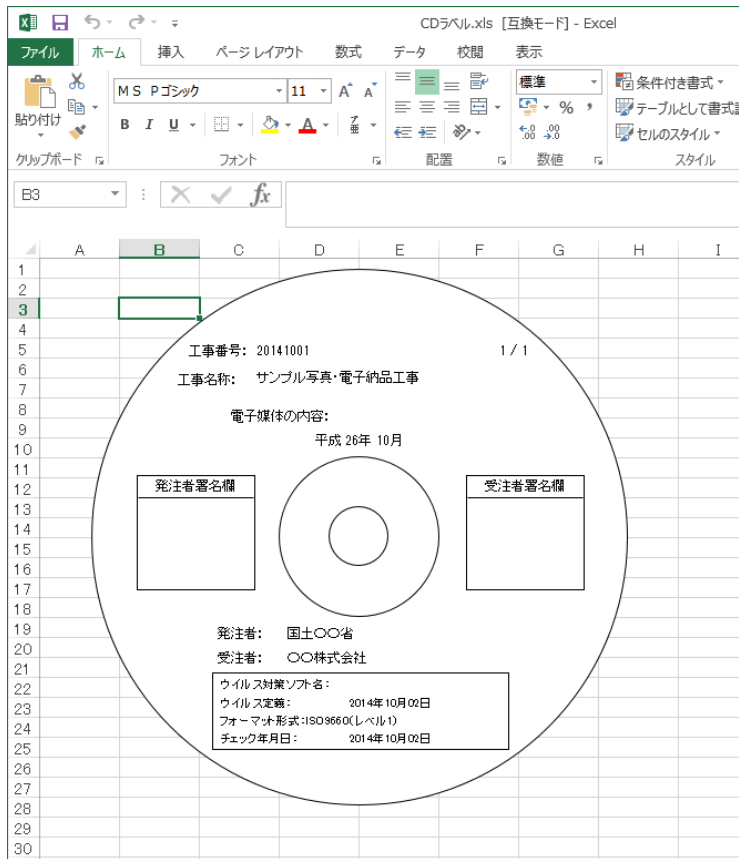 CDラベル.xls [互換モード] - Excel
ファイル ホーム 挿入 ページ レイアウト 数式 データ 校閲 表示
貼り付け
MS Pゴシック 11
B I U
標準
% ,
条件付き書式
テーブルとして書式
セルのスタイル
クリップボード フォント 配置 数値 スタイル
B3 fx
A B C D E F G H I
1
2
3
4
5
6
7
8
9
10
11
12
13
14
15
16
17
18
19
20
21
22
23
24
25
26
27
28
29
30
工事番号: 20141001 1 / 1
工事名称: サンプル写真・電子納品工事
電子媒体の内容:
平成 26年 10月
発注者署名欄 受注者署名欄
発注者: 国土〇〇省
受注者: 〇〇株式会社
ウイルス対策ソフト名:
ウイルス定義: 2014年10月02日
フォーマット形式:ISO9660(レベル1)
チェック年月日: 2014年10月02日